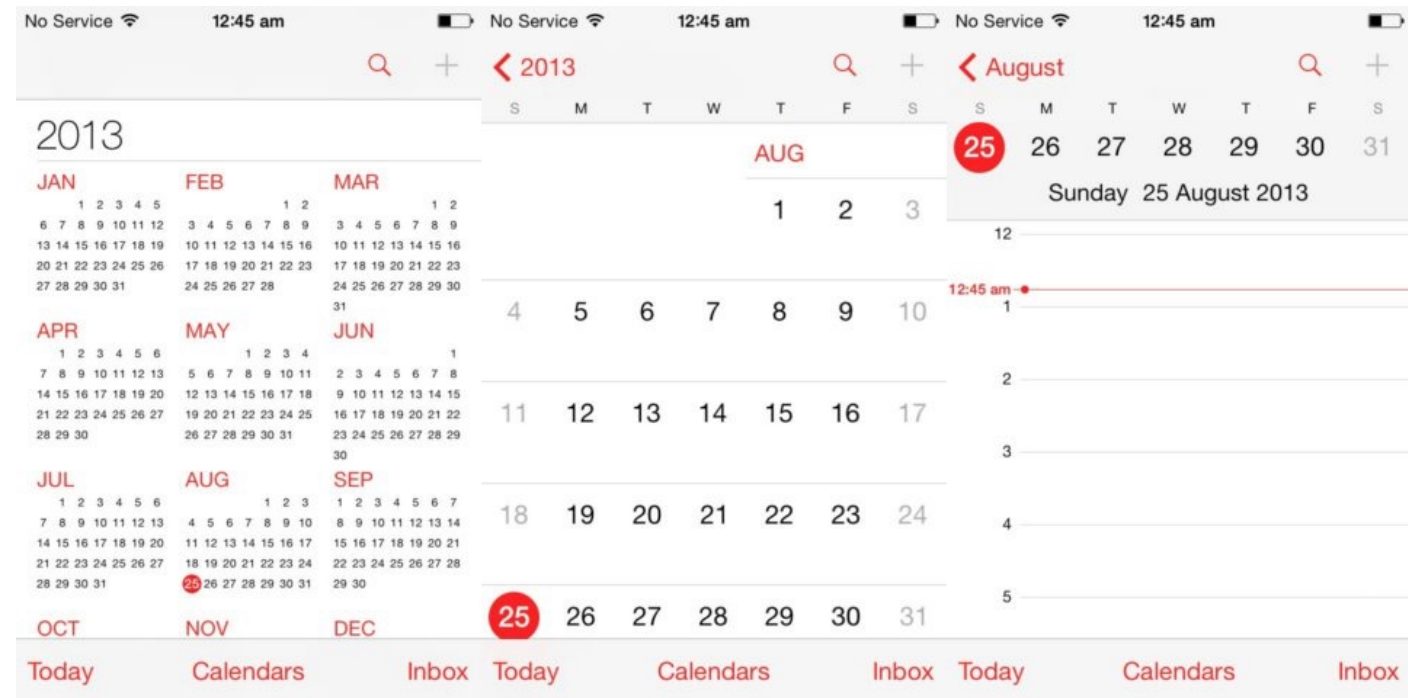 No Service 12:45 am
2013
JAN FEB MAR
1 2 3 4 5 1 2 1 2
6 7 8 9 10 11 12 3 4 5 6 7 8 9 3 4 5 6 7 8 9
13 14 15 16 17 18 19 10 11 12 13 14 15 16 10 11 12 13 14 15 16
20 21 22 23 24 25 26 17 18 19 20 21 22 23 17 18 19 20 21 22 23
27 28 29 30 31 24 25 26 27 28 24 25 26 27 28 29 30
31
APR MAY JUN
1 2 3 4 5 6 1 2 3 4 1
7 8 9 10 11 12 13 5 6 7 8 9 10 11 2 3 4 5 6 7 8
14 15 16 17 18 19 20 12 13 14 15 16 17 18 9 10 11 12 13 14 15
21 22 23 24 25 26 27 19 20 21 22 23 24 25 16 17 18 19 20 21 22
28 29 30 26 27 28 29 30 31 23 24 25 26 27 28 29
30
JUL AUG SEP
1 2 3 4 5 6 1 2 3 1 2 3 4 5 6 7
7 8 9 10 11 12 13 4 5 6 7 8 9 10 8 9 10 11 12 13 14
14 15 16 17 18 19 20 11 12 13 14 15 16 17 15 16 17 18 19 20 21
21 22 23 24 25 26 27 18 19 20 21 22 23 24 22 23 24 25 26 27 28
28 29 30 31 25 26 27 28 29 30 31 29 30
OCT NOV DEC
Today Calendars Inbox
No Service 12:45 am
2013
S M T W T F S
AUG
1 2 3
4 5 6 7 8 9 10
11 12 13 14 15 16 17
18 19 20 21 22 23 24
25 26 27 28 29 30 31
Today Calendars Inbox
No Service 12:45 am
August
S M T W T F S
25 26 27 28 29 30 31
Sunday 25 August 2013
12
12:45 am
1
2
3
4
5
Today Calendars Inbox